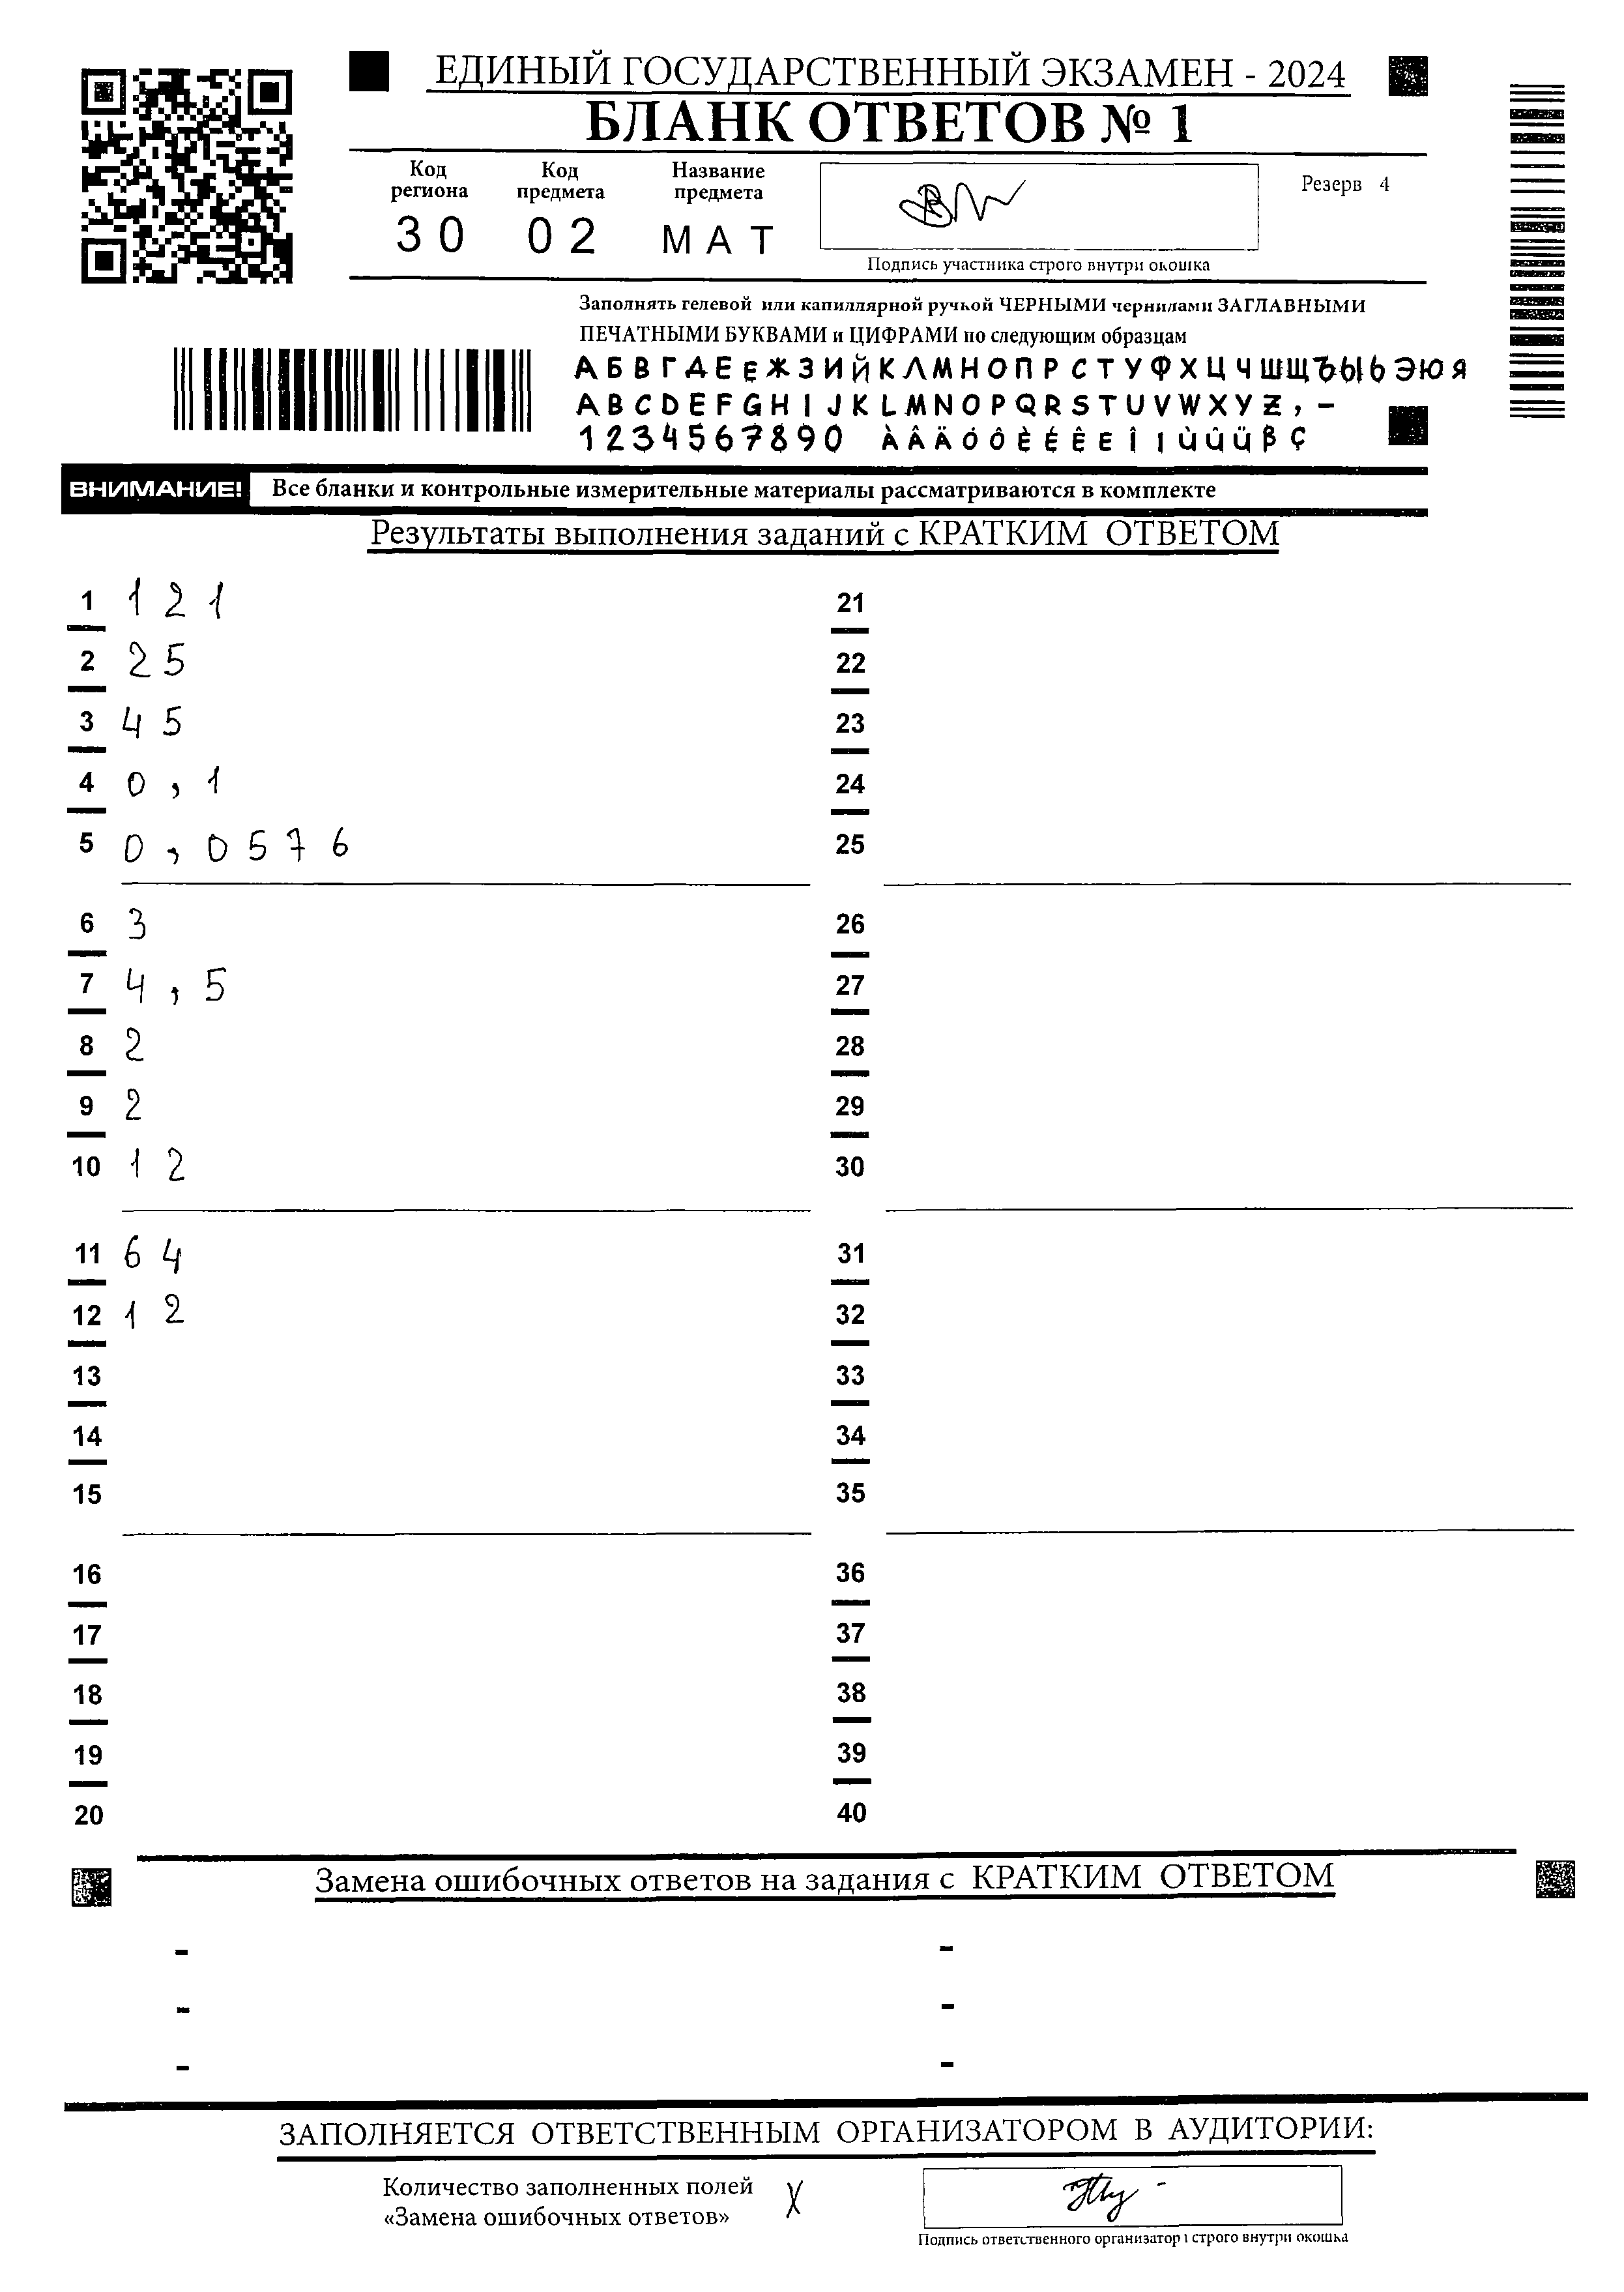 ЕДИНЫЙ ГОСУДАРСТВЕННЫЙ ЭКЗАМЕН - 2024
БЛАНК ОТВЕТОВ № 1
Код региона Код предмета Название предмета Резерв 4
30 02 МАТ
Подпись участника строго внутри окошка
Заполнять гелевой или капиллярной ручкой ЧЕРНЫМИ чернилами ЗАГЛАВНЫМИ
ПЕЧАТНЫМИ БУКВАМИ и ЦИФРАМИ по следующим образцам
АБВГДЕЕЖЗИЙКЛМНОПРСТУФХЦЧШЩЪЫЬЭЮЯ
ABCDEFGHIJKLMNOPQRSTUVWXYZ,-
1234567890 ÀÂÄÓÔÈÉÊËÎÏÙÛÜßÇ
ВНИМАНИЕ! Все бланки и контрольные измерительные материалы рассматриваются в комплекте
Результаты выполнения заданий с КРАТКИМ ОТВЕТОМ
1 121 21
2 25 22
3 45 23
4 0,1 24
5 0,0576 25
6 3 26
7 4,5 27
8 2 28
9 2 29
10 12 30
11 64 31
12 12 32
13 33
14 34
15 35
16 36
17 37
18 38
19 39
20 40
Замена ошибочных ответов на задания с КРАТКИМ ОТВЕТОМ
- -
- -
- -
ЗАПОЛНЯЕТСЯ ОТВЕТСТВЕННЫМ ОРГАНИЗАТОРОМ В АУДИТОРИИ:
Количество заполненных полей
«Замена ошибочных ответов» X
Подпись ответственного организатора строго внутри окошка